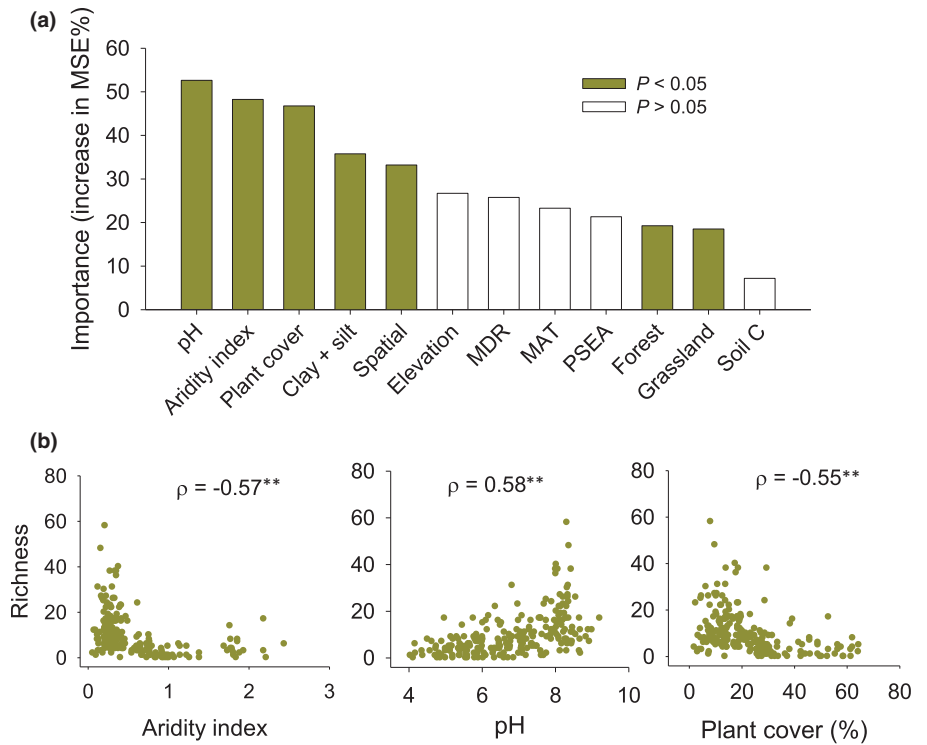 (a)
Importance (increase in MSE%)
60
50
40
30
20
10
0
P < 0.05
P > 0.05
pH
Aridity index
Plant cover
Clay + silt
Spatial
Elevation
MDR
MAT
PSEA
Forest
Grassland
Soil C
(b)
Richness
80
60
40
20
0
ρ = -0.57**
0 1 2 3
Aridity index
80
60
40
20
0
ρ = 0.58**
4 6 8 10
pH
80
60
40
20
0
ρ = -0.55**
0 20 40 60 80
Plant cover (%)